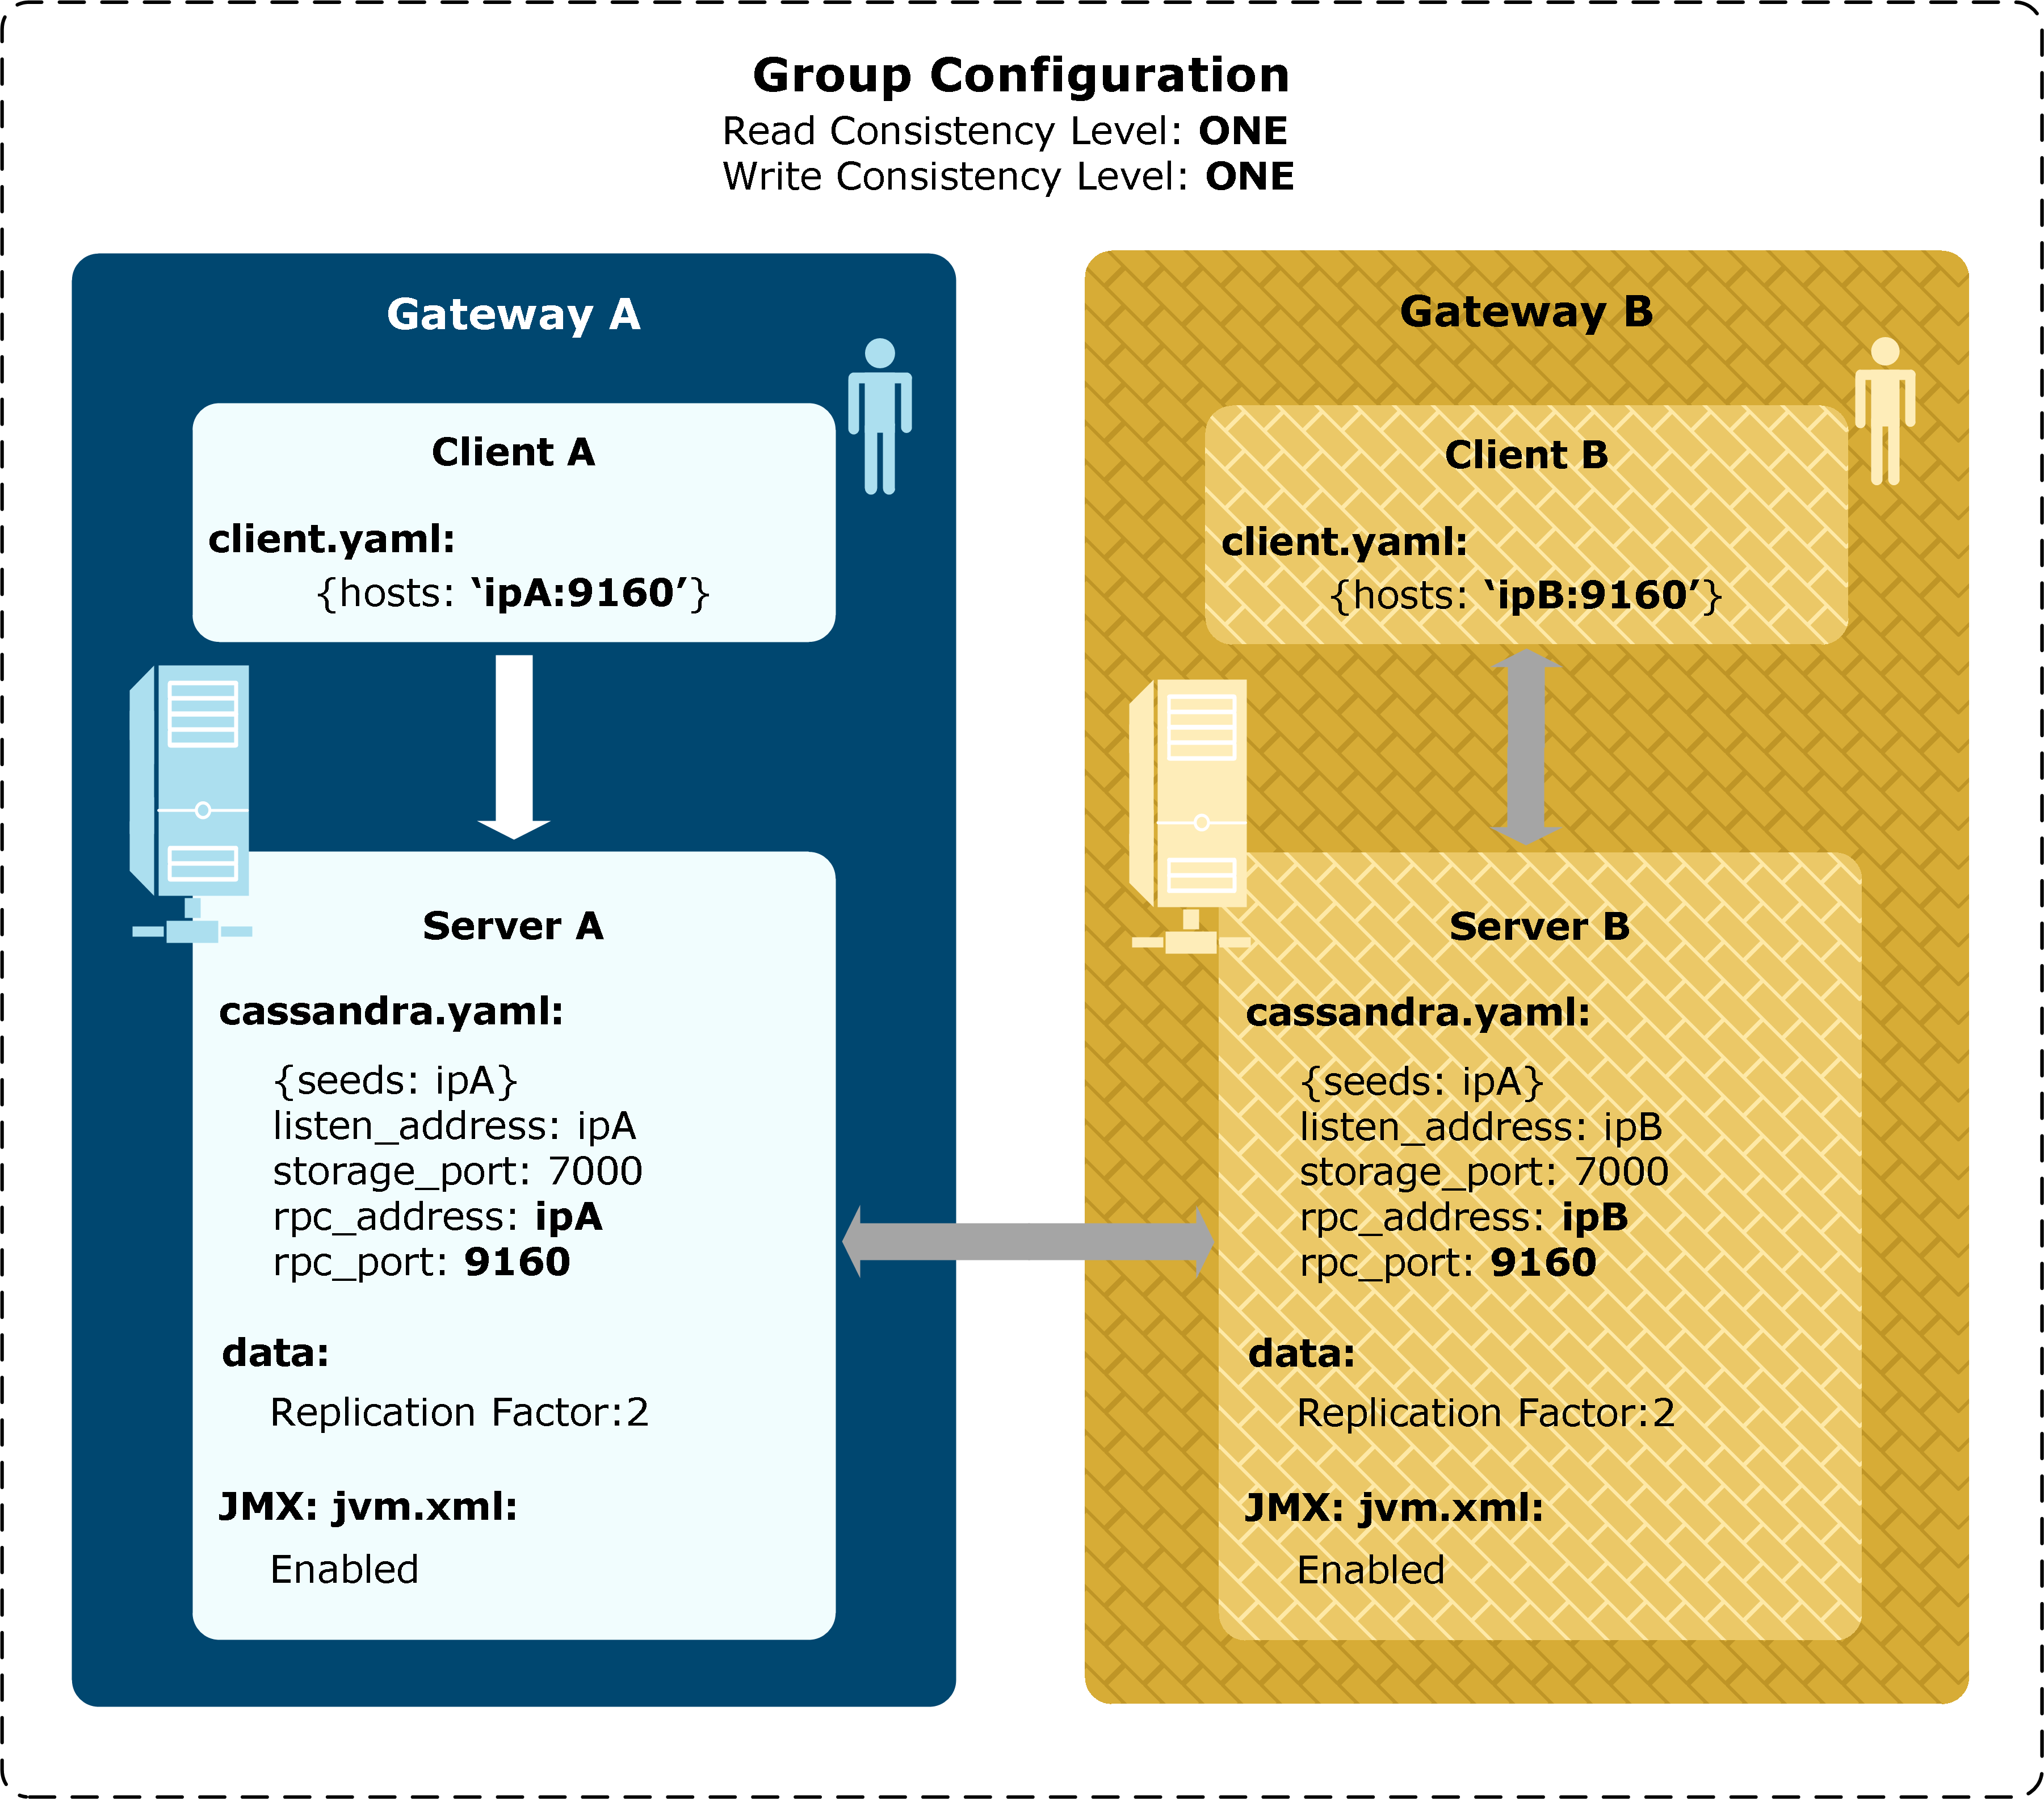 Group Configuration
Read Consistency Level: ONE
Write Consistency Level: ONE
Gateway A
Client A
client.yaml:
{hosts: ‘ipA:9160’}
Server A
cassandra.yaml:
{seeds: ipA}
listen_address: ipA
storage_port: 7000
rpc_address: ipA
rpc_port: 9160
data:
Replication Factor:2
JMX: jvm.xml:
Enabled
Gateway B
Client B
client.yaml:
{hosts: ‘ipB:9160’}
Server B
cassandra.yaml:
{seeds: ipA}
listen_address: ipB
storage_port: 7000
rpc_address: ipB
rpc_port: 9160
data:
Replication Factor:2
JMX: jvm.xml:
Enabled